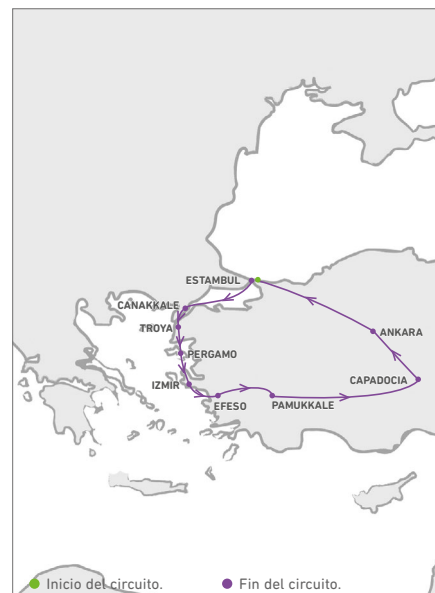 ESTAMBUL
CANAKKALE
TROYA
ANKARA
PERGAMO
IZMIR
CAPADOCIA
EFESO
PAMUKKALE
Inicio del circuito.
Fin del circuito.